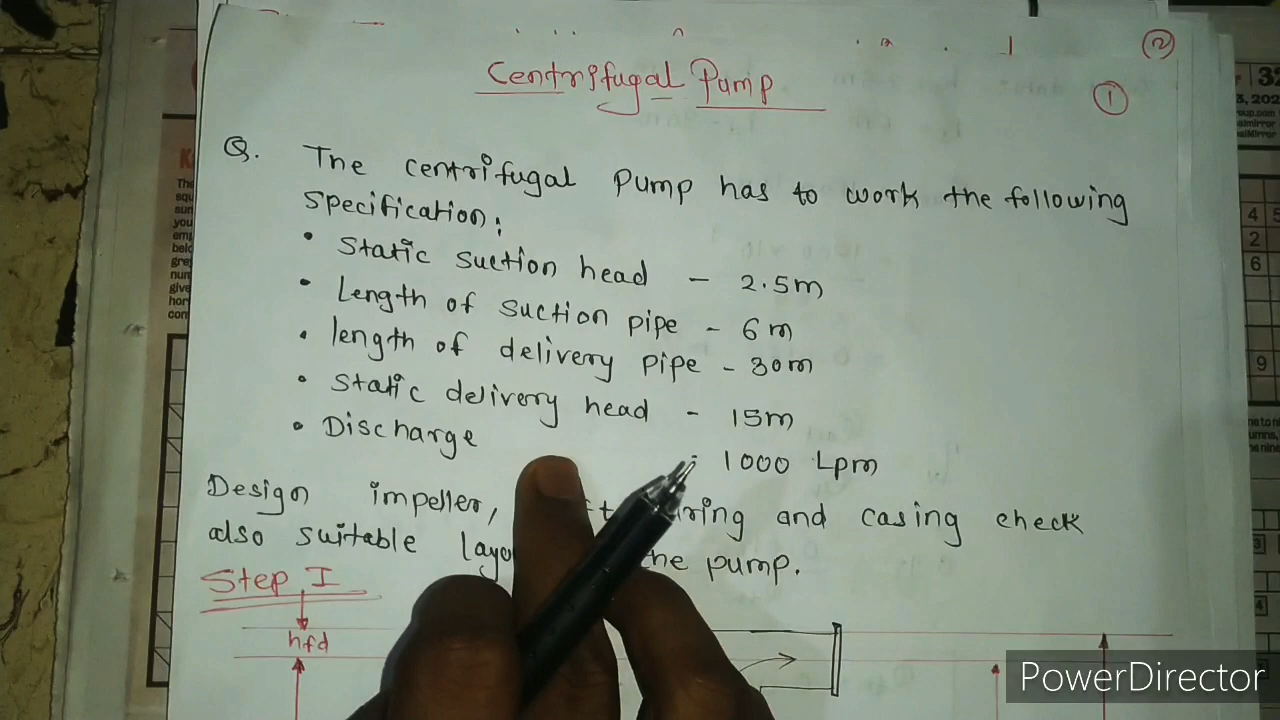 ②
Centrifugal Pump
①
Q. The centrifugal pump has to work the following
specification:
• Static suction head - 2.5m
• Length of suction pipe - 6m
• length of delivery pipe - 30m
• Static delivery head - 15m
• Discharge - 1000 Lpm
Design impeller, and casing check
also suitable the pump.
Step I
hfd
PowerDirector